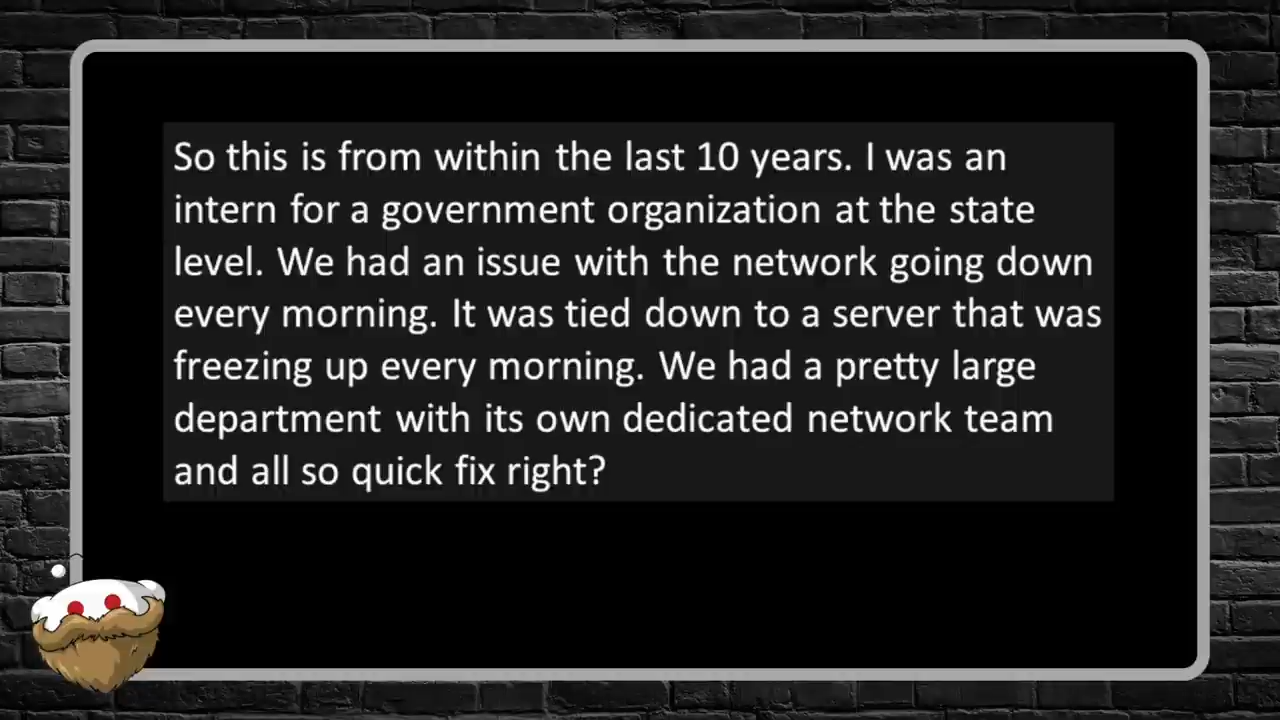 So this is from within the last 10 years. I was an
intern for a government organization at the state
level. We had an issue with the network going down
every morning. It was tied down to a server that was
freezing up every morning. We had a pretty large
department with its own dedicated network team
and all so quick fix right?